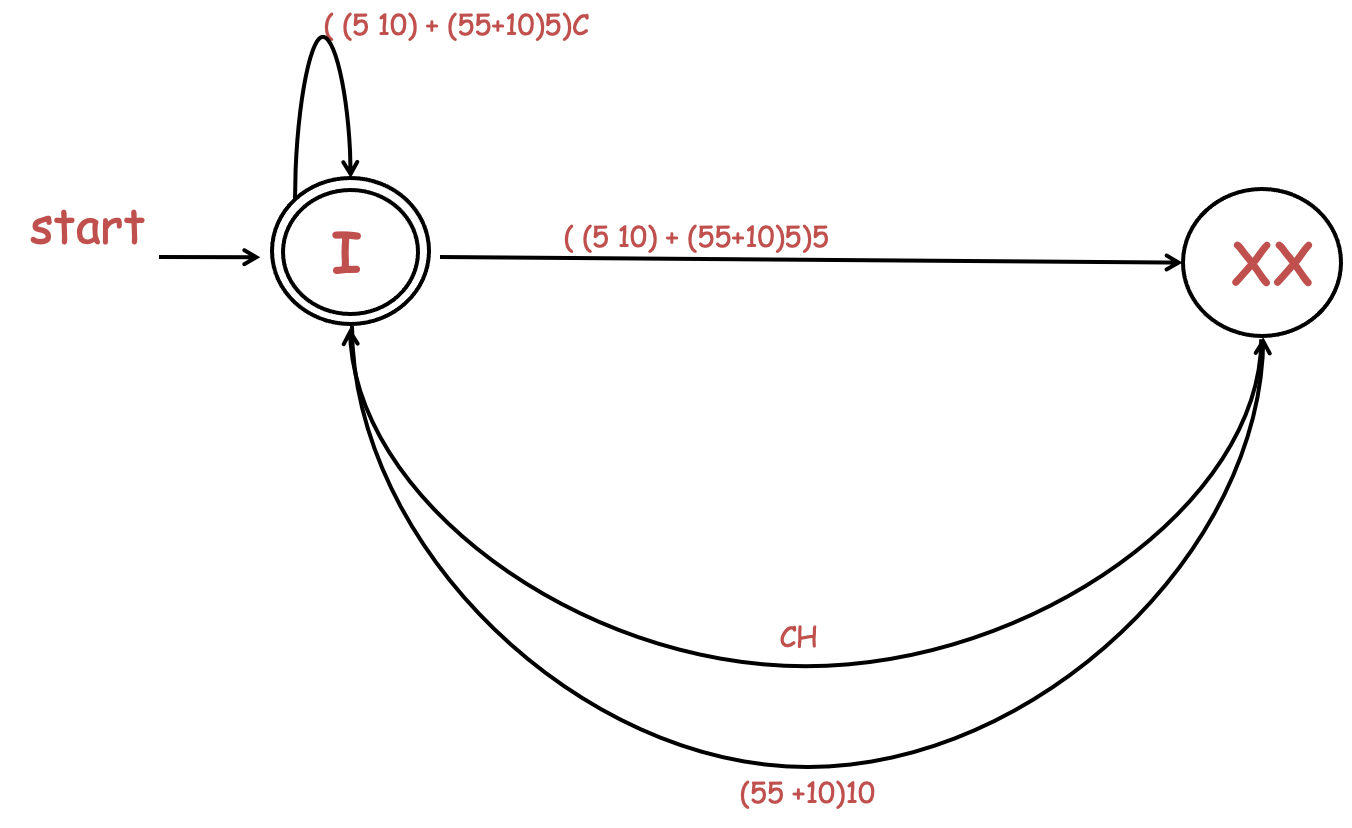 ( (5 10) + (55+10)5)C
start
I
( (5 10) + (55+10)5)5
XX
CH
(55 +10)10